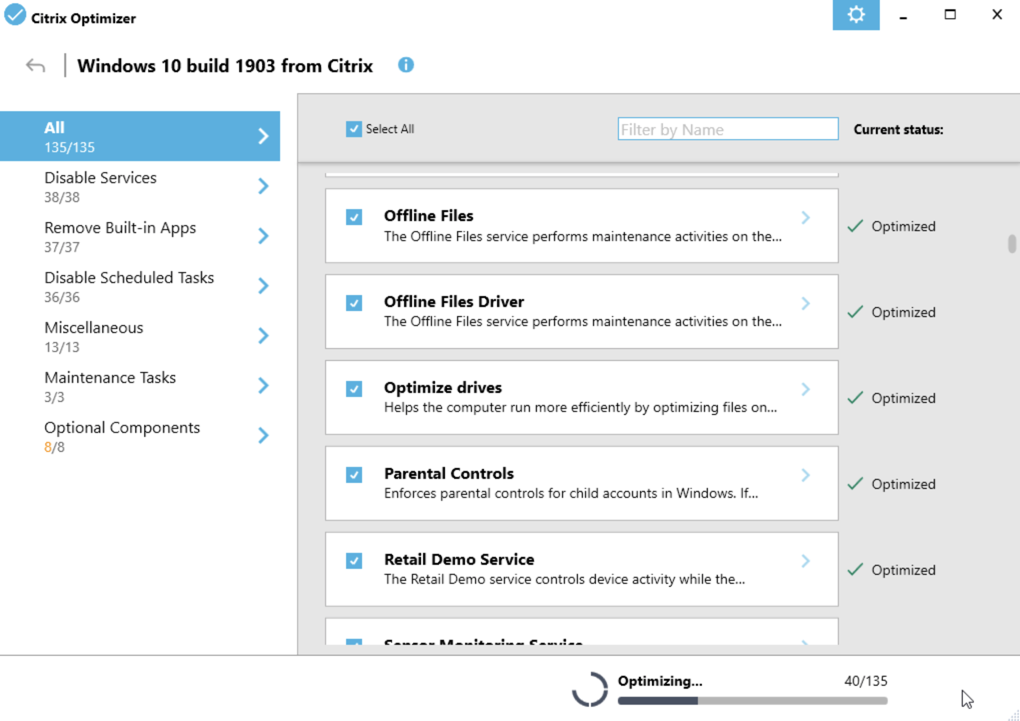 Citrix Optimizer
Windows 10 build 1903 from Citrix
All
135/135
Disable Services
38/38
Remove Built-in Apps
37/37
Disable Scheduled Tasks
36/36
Miscellaneous
13/13
Maintenance Tasks
3/3
Optional Components
8/8
Select All
Filter by Name
Current status:
Offline Files
The Offline Files service performs maintenance activities on the...
Optimized
Offline Files Driver
The Offline Files service performs maintenance activities on the...
Optimized
Optimize drives
Helps the computer run more efficiently by optimizing files on...
Optimized
Parental Controls
Enforces parental controls for child accounts in Windows. If...
Optimized
Retail Demo Service
The Retail Demo service controls device activity while the...
Optimized
Sensor Monitoring Service
Optimizing...
40/135